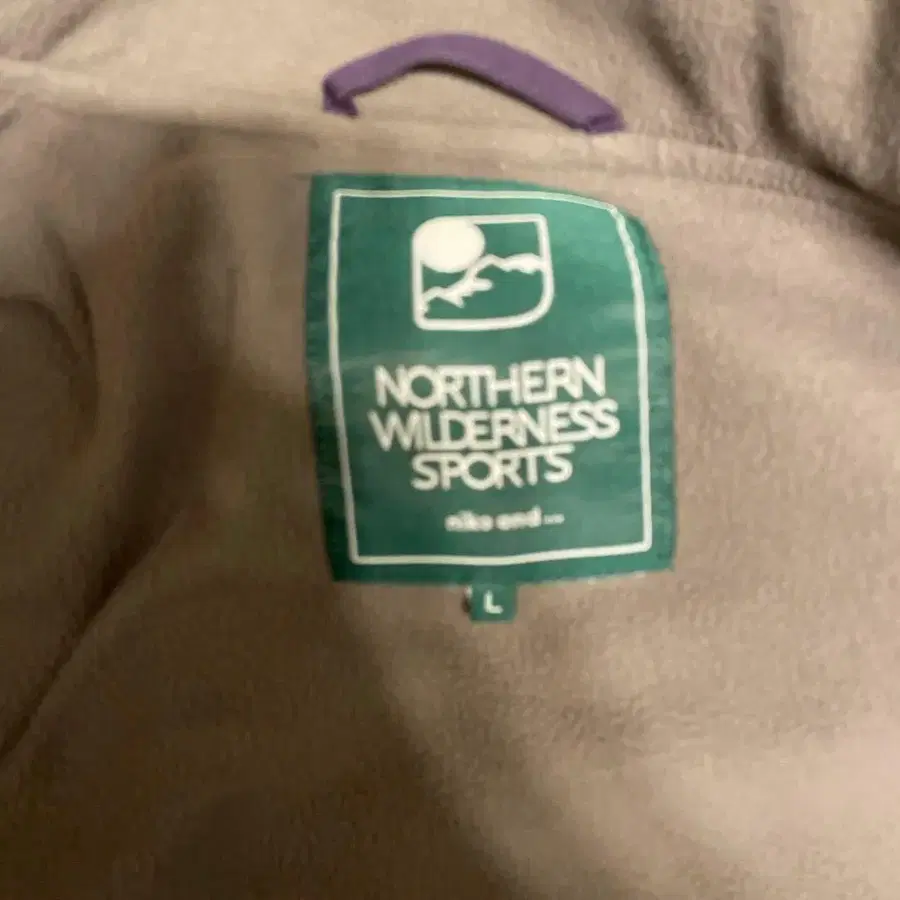 NORTHERN
WILDERNESS
SPORTS
niko and ...
L